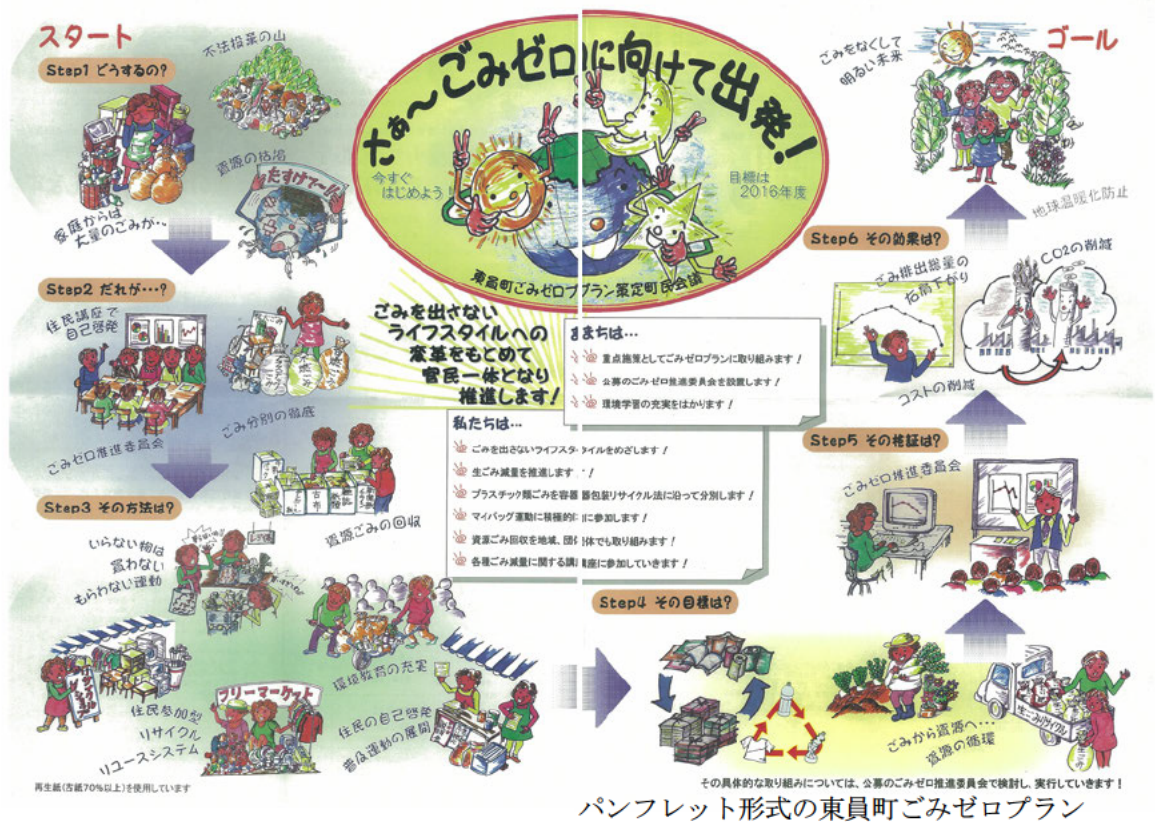 スタート
Step1 どうするの?
不法投棄の山
資源の枯渇
たすけてー!!
家庭からは
大量のごみが…
Step2 だれが…?
住民講座で
自己啓発
ごみ分別の徹底
ごみゼロ推進委員会
資源ごみの回収
Step3 その方法は?
いらない物は
買わない
もらわない運動
環境教育の充実
フリーマーケット
住民参加型
リサイクル
リユースシステム
住民の自己啓発
普及運動の展開
再生紙(古紙70%以上)を使用しています
さぁ〜ごみゼロに向けて出発!
今すぐ
はじめよう!
目標は
2016年度
東員町ごみゼロプラン策定町民会議
ごみを出さない
ライフスタイルへの
変革をもとめて
官民一体となり
推進します!
まちは…
重点施策としてごみゼロプランに取り組みます!
公募のごみゼロ推進委員会を設置します!
環境学習の充実をはかります!
私たちは…
ごみを出さないライフスタイルをめざします!
生ごみ減量を推進します!
プラスチック類ごみを容器包装リサイクル法に沿って分別します!
マイバッグ運動に積極的に参加します!
資源ごみ回収を地域、団体でも取り組みます!
各種ごみ減量に関する講座に参加していきます!
Step4 その目標は?
ごみから資源へ…
資源の循環
生ごみリサイクル
生ごみ
その具体的な取り組みについては、公募のごみゼロ推進委員会で検討し、実行していきます!
Step5 その検証は?
ごみゼロ推進委員会
Step6 その効果は?
ごみ排出総量の
右肩下がり
CO2の削減
コストの削減
ゴール
ごみをなくして
明るい未来
地球温暖化防止
パンフレット形式の東員町ごみゼロプラン